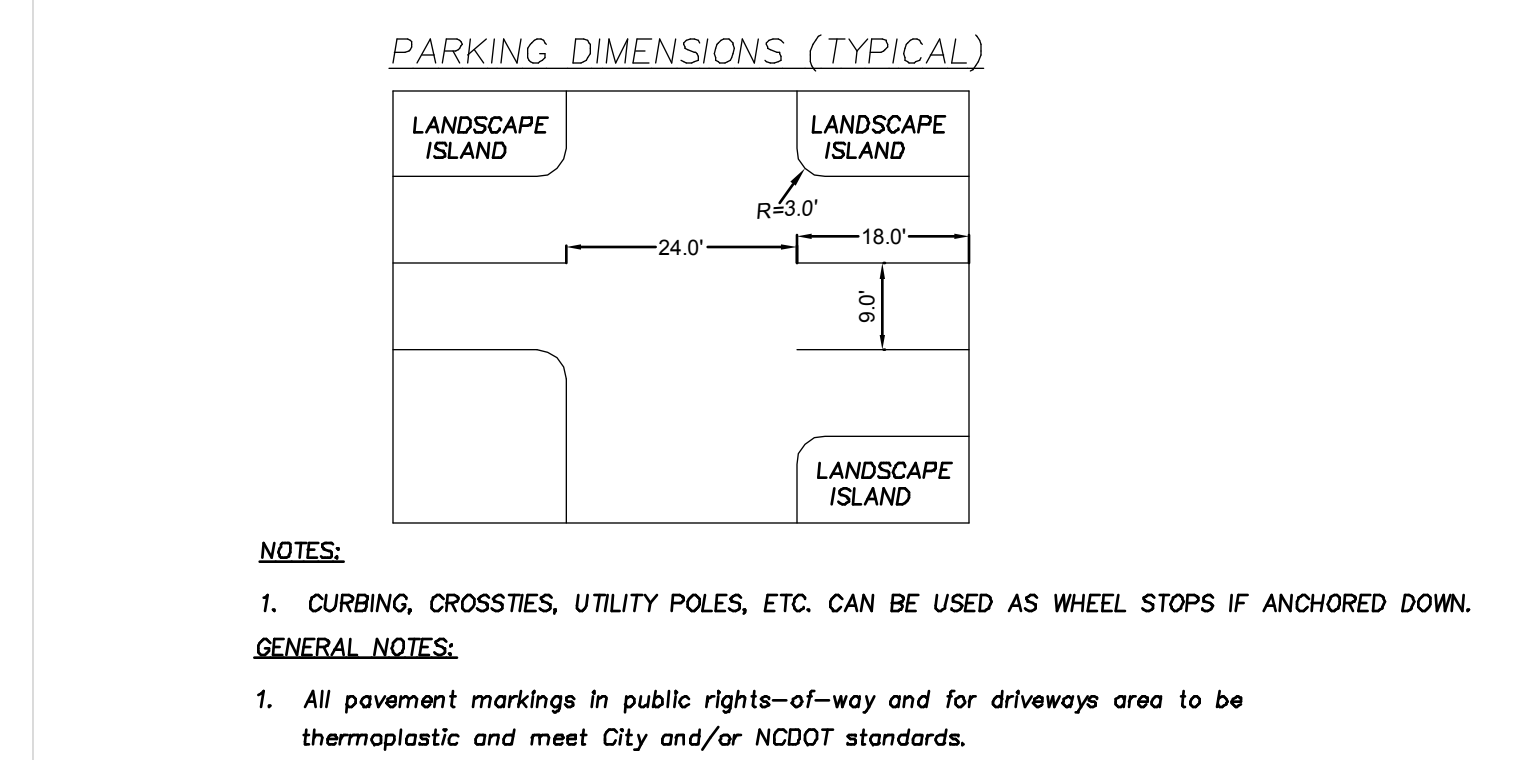 PARKING DIMENSIONS (TYPICAL)
LANDSCAPE
ISLAND
LANDSCAPE
ISLAND
R=3.0'
24.0'
18.0'
9.0'
LANDSCAPE
ISLAND
NOTES:
1. CURBING, CROSSTIES, UTILITY POLES, ETC. CAN BE USED AS WHEEL STOPS IF ANCHORED DOWN.
GENERAL NOTES:
1. All pavement markings in public rights-of-way and for driveways area to be
thermoplastic and meet City and/or NCDOT standards.